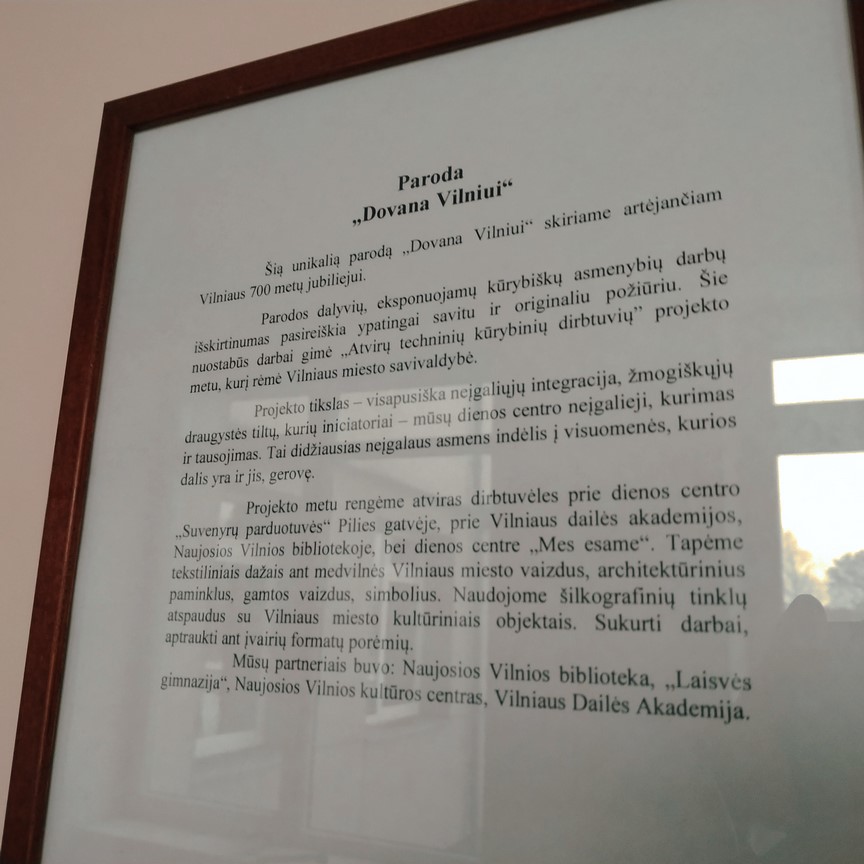 Paroda
„Dovana Vilniui“
Šią unikalią parodą „Dovana Vilniui“ skiriame artėjančiam
Vilniaus 700 metų jubiliejui.
Parodos dalyvių, eksponuojamų kūrybiškų asmenybių darbų
išskirtinumas pasireiškia ypatingai savitu ir originaliu požiūriu. Šie
nuostabūs darbai gimė „Atvirų techninių kūrybinių dirbtuvių” projekto
metu, kurį rėmė Vilniaus miesto savivaldybė.
Projekto tikslas – visapusiška neįgaliųjų integracija, žmogiškųjų
draugystės tiltų, kurių iniciatoriai – mūsų dienos centro neįgalieji, kurimas
ir tausojimas. Tai didžiausias neįgalaus asmens indėlis į visuomenės, kurios
dalis yra ir jis, gerovę.
Projekto metu rengėme atviras dirbtuvėles prie dienos centro
„Suvenyrų parduotuvės“ Pilies gatvėje, prie Vilniaus dailės akademijos,
Naujosios Vilnios bibliotekoje, bei dienos centre „Mes esame“. Tapėme
tekstiliniais dažais ant medvilnės Vilniaus miesto vaizdus, architektūrinius
paminklus, gamtos vaizdus, simbolius. Naudojome šilkografinių tinklų
atspaudus su Vilniaus miesto kultūriniais objektais. Sukurti darbai,
aptraukti ant įvairių formatų porėmių.
Mūsų partneriais buvo: Naujosios Vilnios biblioteka, „Laisvės
gimnazija“, Naujosios Vilnios kultūros centras, Vilniaus Dailės Akademija.